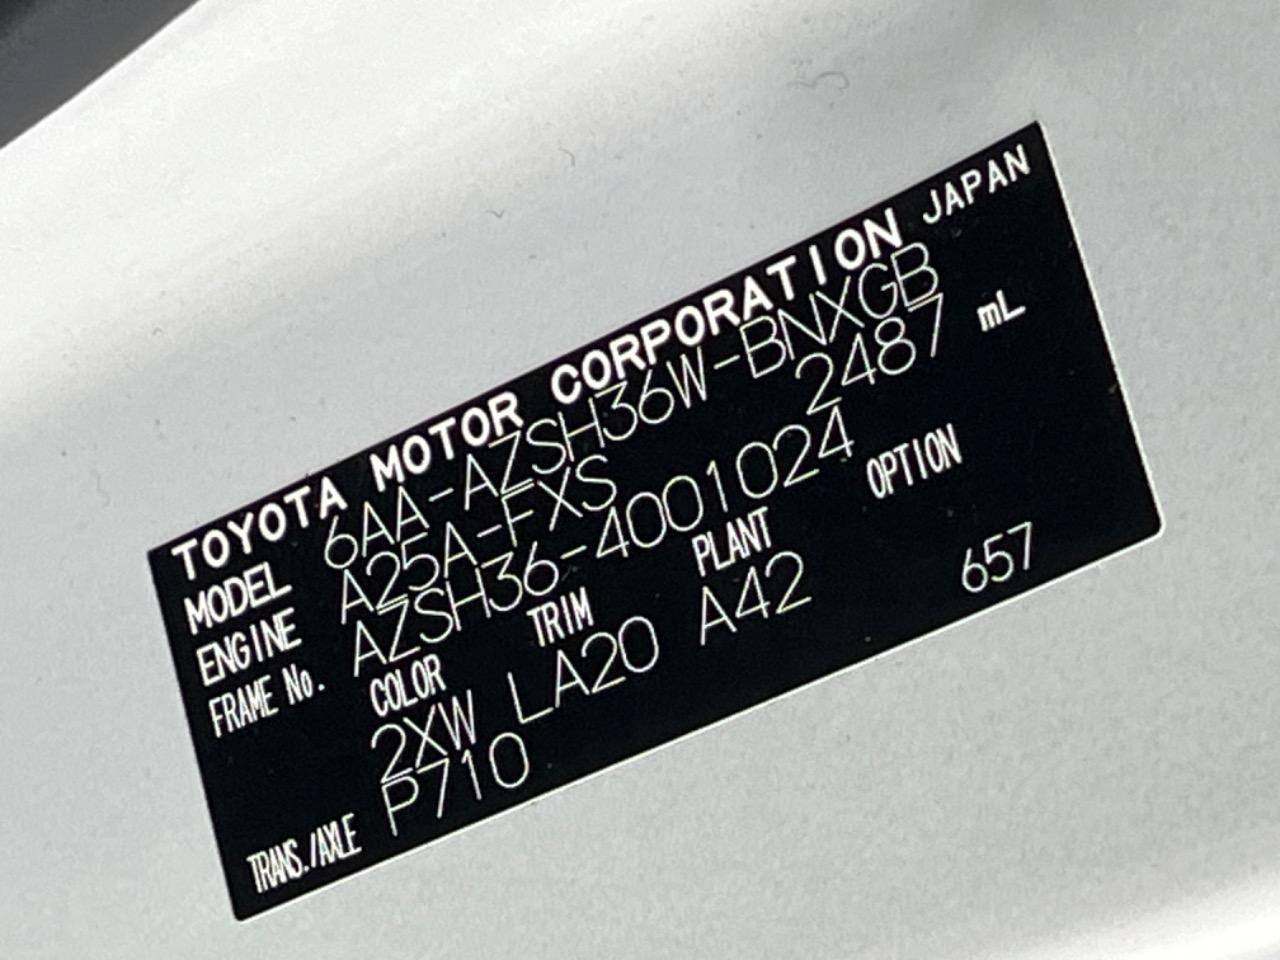 TOYOTA MOTOR CORPORATION JAPAN
MODEL 6AA-AZSH36W-BNXGB
ENGINE A25A-FXS 2487 mL
FRAME No. AZSH36-4001024
COLOR TRIM PLANT OPTION
2XW LA20 A42 657
TRANS./AXLE P710